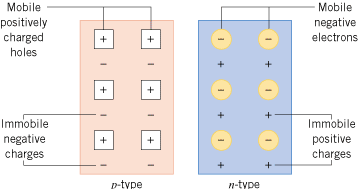 Mobile
positively
charged
holes
Mobile
negative
electrons
+ +
– –
+ +
– –
+ +
– –
– –
+ +
– –
+ +
– –
+ +
Immobile
negative
charges
Immobile
positive
charges
p-type
n-type